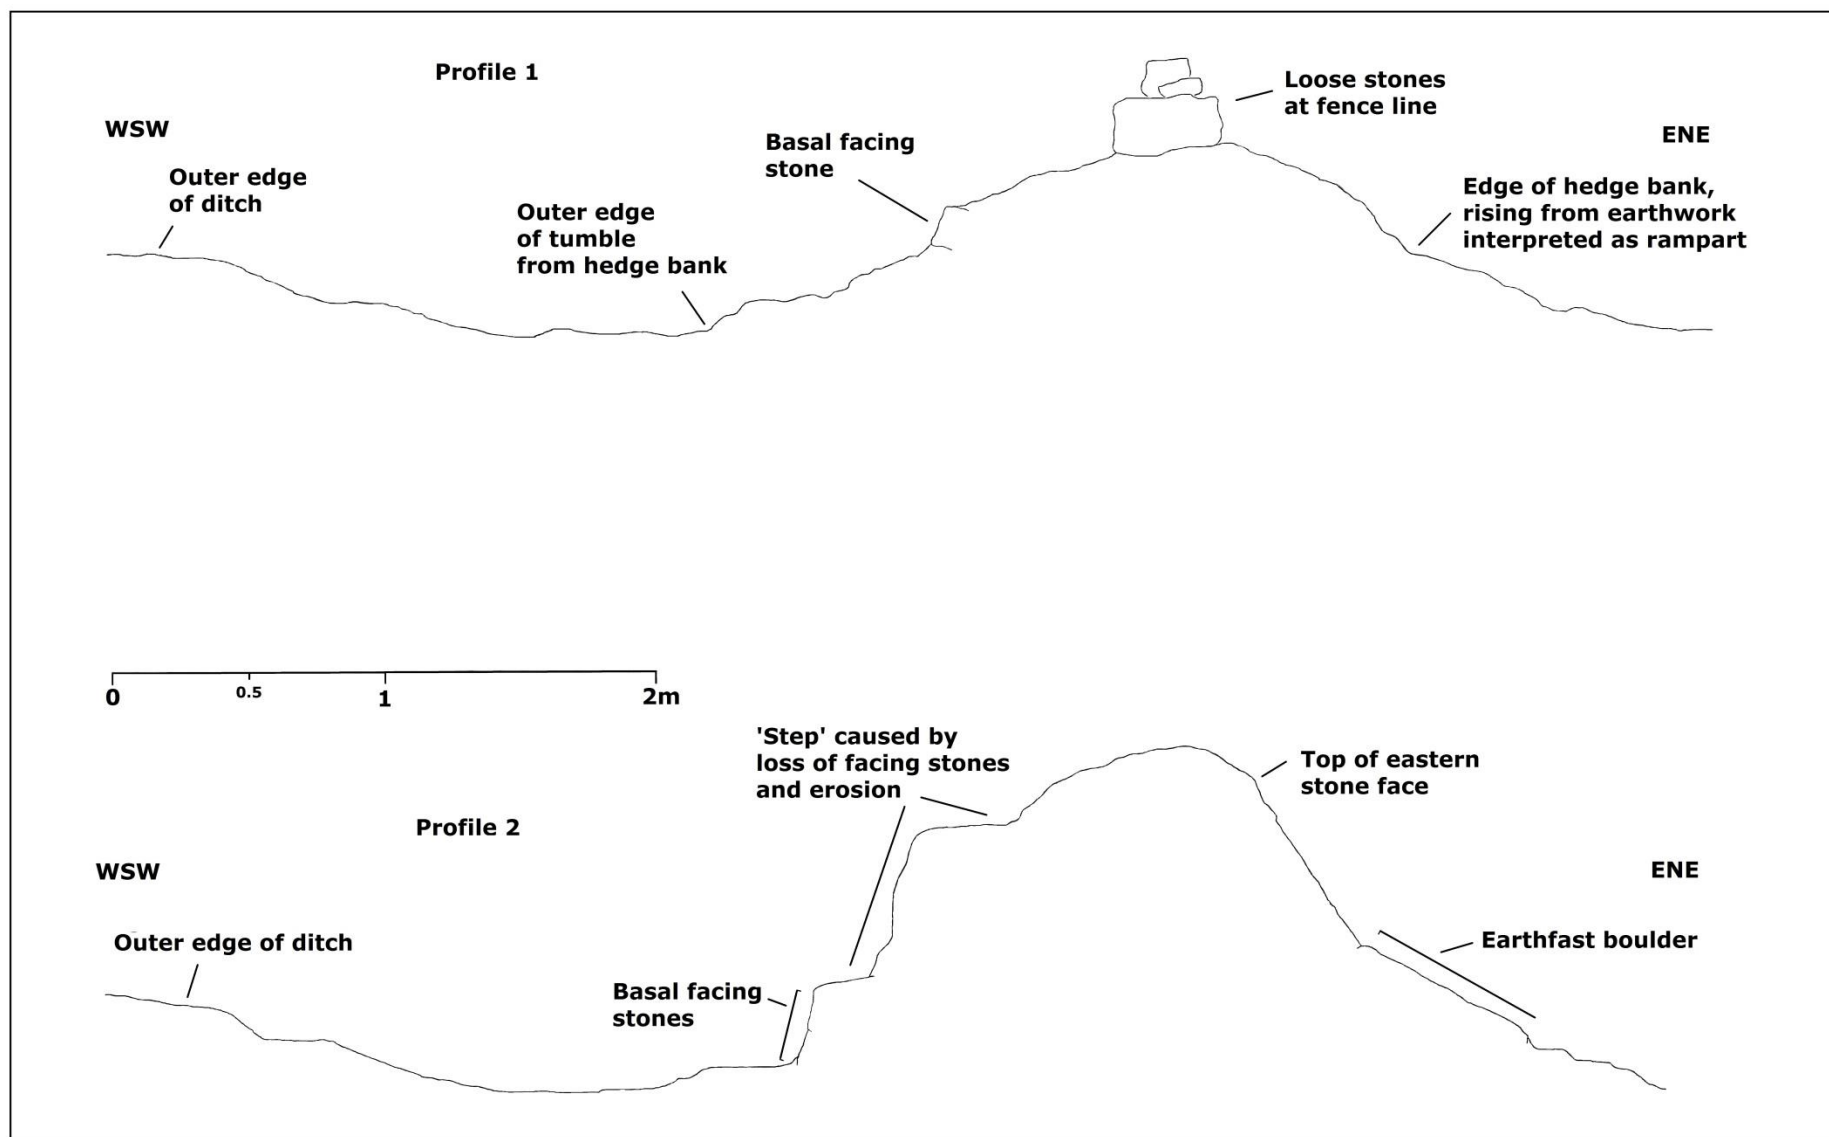 Profile 1
WSW
Outer edge
of ditch
Outer edge
of tumble
from hedge bank
Basal facing
stone
Loose stones
at fence line
ENE
Edge of hedge bank,
rising from earthwork
interpreted as rampart
0 0.5 1 2m
'Step' caused by
loss of facing stones
and erosion
Top of eastern
stone face
Profile 2
WSW
ENE
Outer edge of ditch
Basal facing
stones
Earthfast boulder